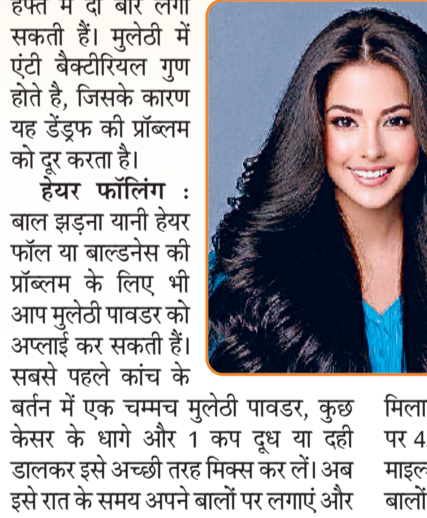 हफ्ते में दो बार लगा
सकती हैं। मुलेठी में
एंटी बैक्टीरियल गुण
होते है, जिसके कारण
यह डेंड्रफ की प्रॉब्लम
को दूर करता है।
हेयर फॉलिंग :
बाल झड़ना यानी हेयर
फॉल या बाल्डनेस की
प्रॉब्लम के लिए भी
आप मुलेठी पावडर को
अप्लाई कर सकती हैं।
सबसे पहले कांच के
बर्तन में एक चम्मच मुलेठी पावडर, कुछ
केसर के धागे और 1 कप दूध या दही
डालकर इसे अच्छी तरह मिक्स कर लें। अब
इसे रात के समय अपने बालों पर लगाएं और
मिला
पर 4
बालों